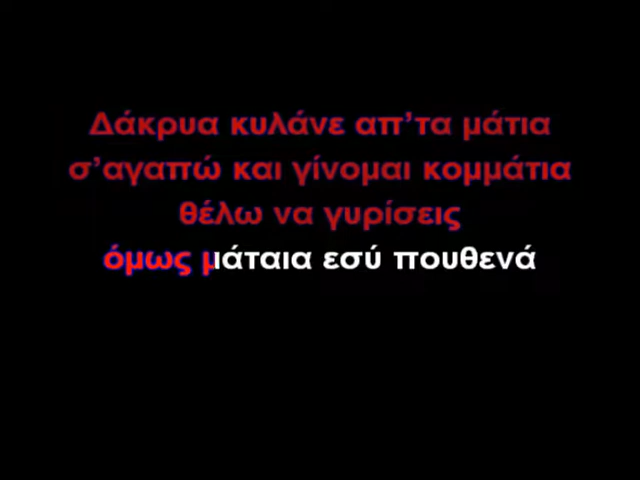 Δάκρυα κυλάνε απ'τα μάτια
σ'αγαπώ και γίνομαι κομμάτια
θέλω να γυρίσεις
όμως μάταια εσύ πουθενά